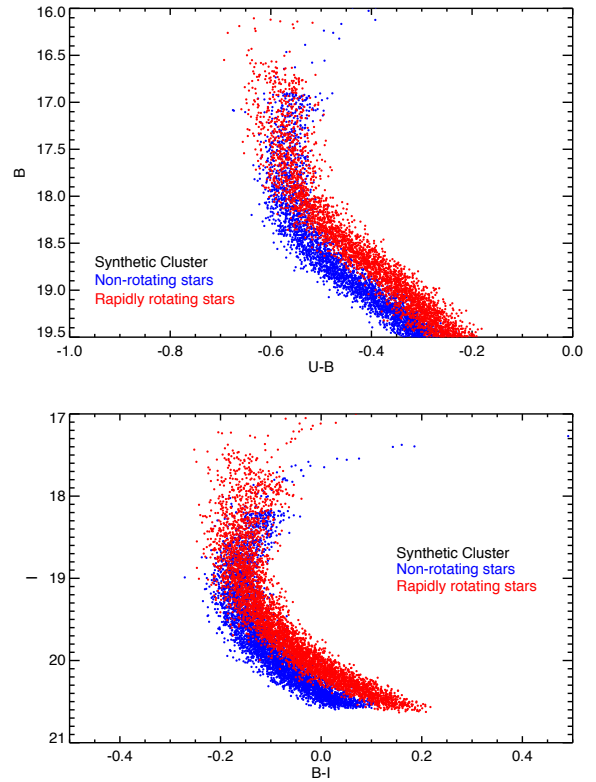 16.0
16.5
17.0
17.5
18.0
18.5
19.0
19.5
B
Synthetic Cluster
Non-rotating stars
Rapidly rotating stars
-1.0 -0.8 -0.6 -0.4 -0.2 0.0
U-B
17
18
19
20
21
I
Synthetic Cluster
Non-rotating stars
Rapidly rotating stars
-0.4 -0.2 0.0 0.2 0.4
B-I